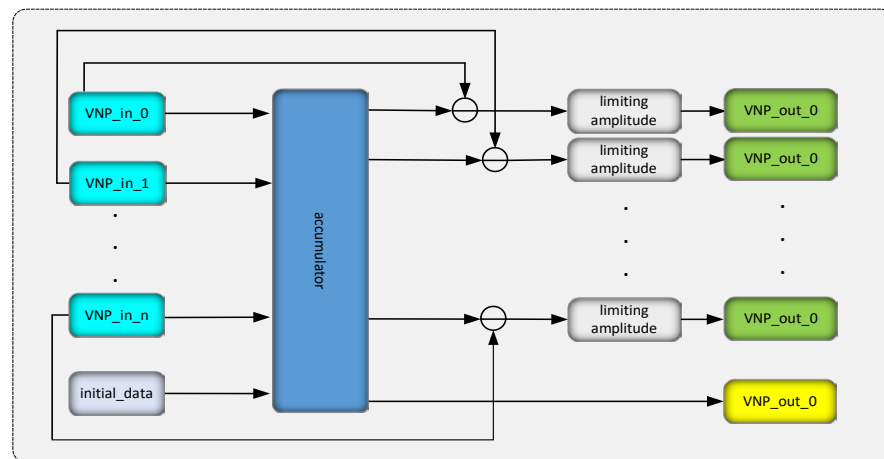 VNP_in_0
limiting
amplitude
VNP_out_0
VNP_in_1
limiting
amplitude
VNP_out_0
accumulator
VNP_in_n
limiting
amplitude
VNP_out_0
initial_data
VNP_out_0